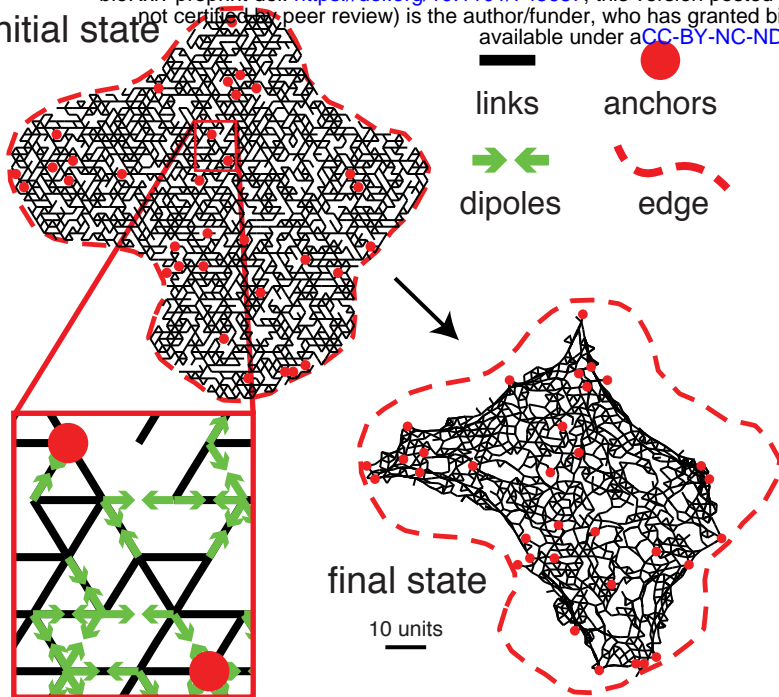 not certified by peer review) is the author/funder, who has granted bi
available under aCC-BY-NC-ND
nitial state
links
anchors
dipoles
edge
final state
10 units